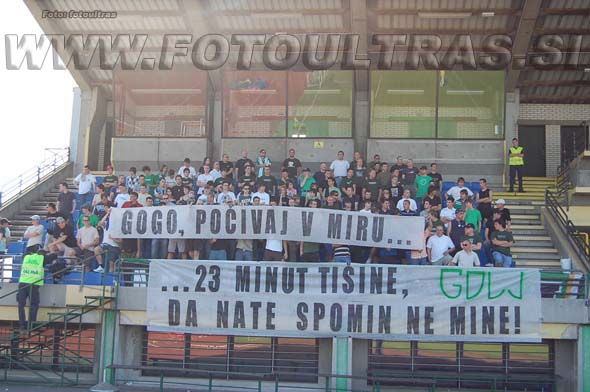 Foto: fotoultras
WWW.FOTOULTRAS.SI
GOGO, POČIVAJ V MIRU...
...23 MINUT TIŠINE, GDLJ
DA NATE SPOMIN NE MINE!